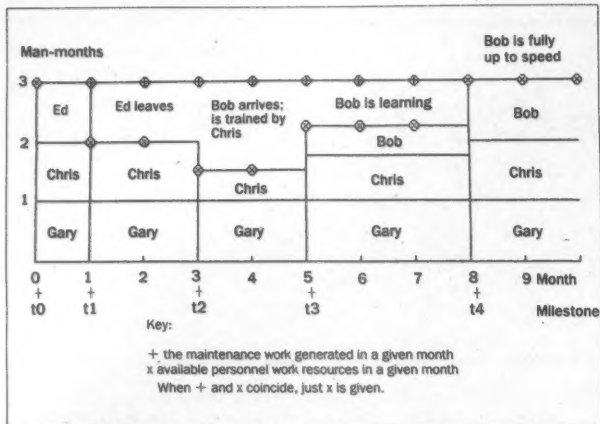 Man-months
Bob is fully
up to speed
3
Ed
Ed leaves
Bob arrives;
is trained by
Chris
Bob is learning
Bob
2
Bob
Chris
Chris
Chris
Chris
Chris
1
Gary
Gary
Gary
Gary
Gary
0 1 2 3 4 5 6 7 8 9 Month
+ + + + +
t0 t1 t2 t3 t4 Milestone
Key:
+ the maintenance work generated in a given month
x available personnel work resources in a given month
When + and x coincide, just x is given.